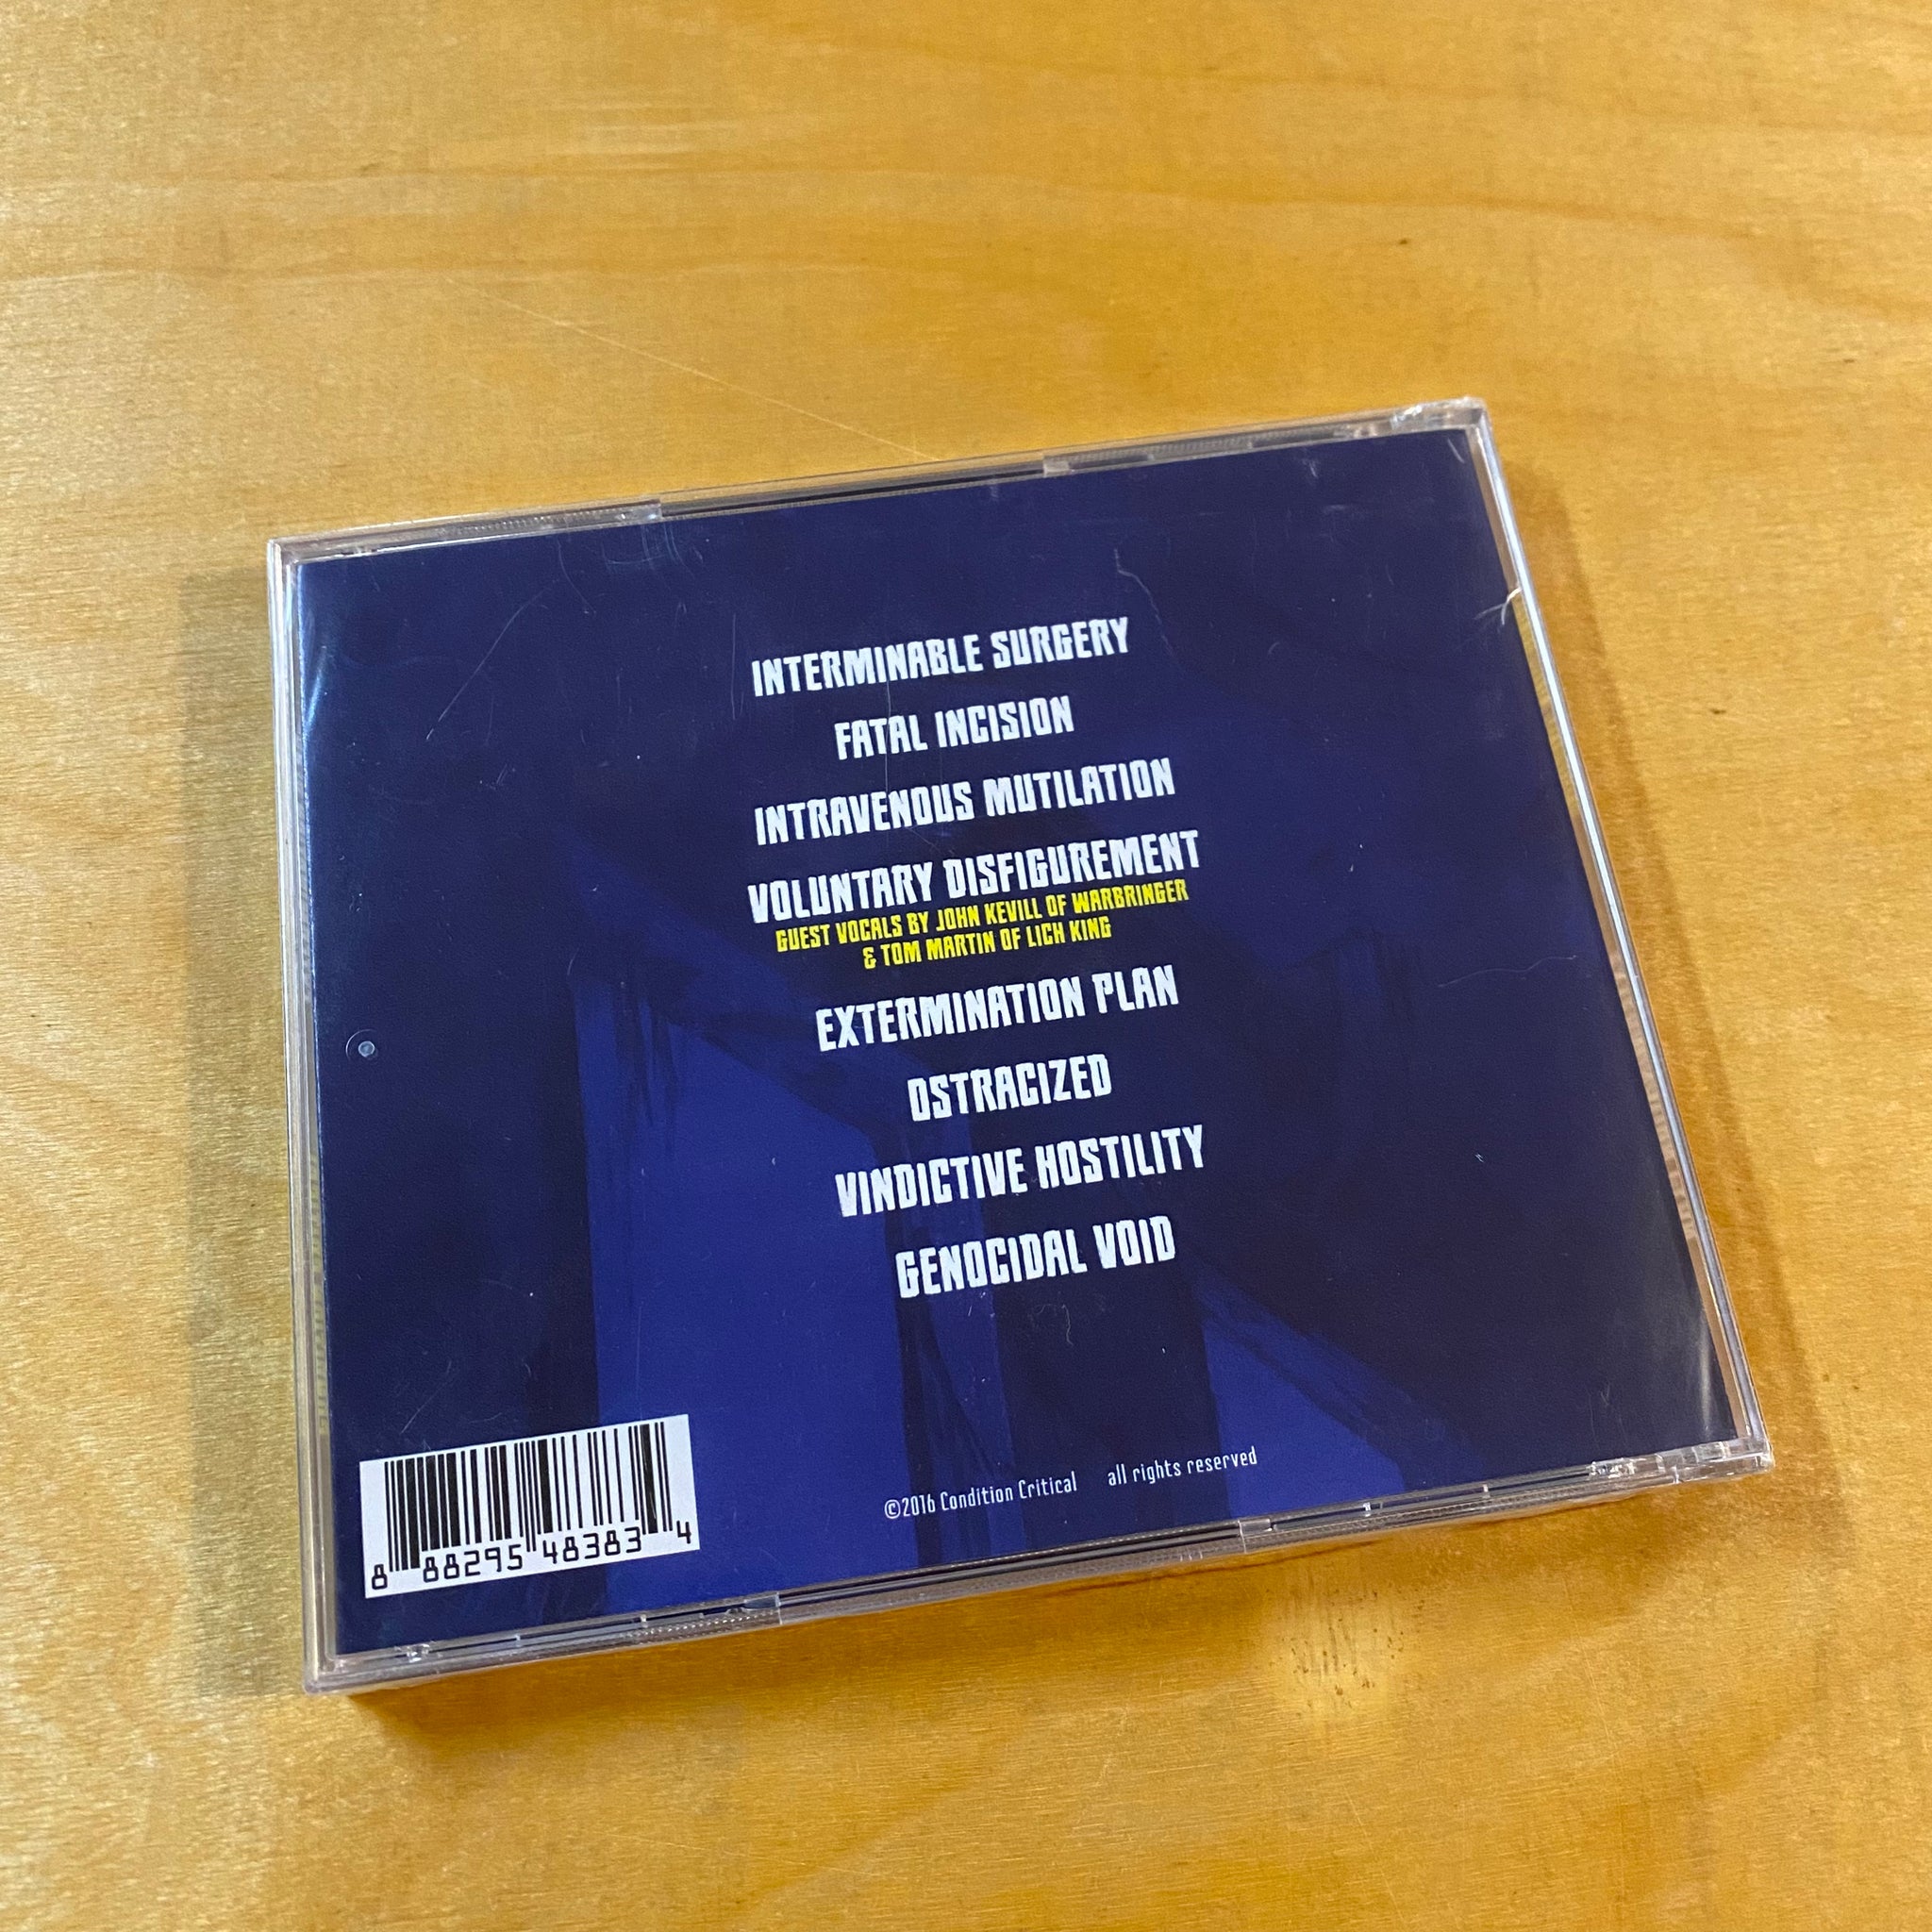 INTERMINABLE SURGERY
FATAL INCISION
INTRAVENOUS MUTILATION
VOLUNTARY DISFIGUREMENT
GUEST VOCALS BY JOHN KEVILL OF WARBRINGER
& TOM MARTIN OF LICH KING
EXTERMINATION PLAN
OSTRACIZED
VINDICTIVE HOSTILITY
GENOCIDAL VOID
©2016 Condition Critical all rights reserved
8 88295 48383 4